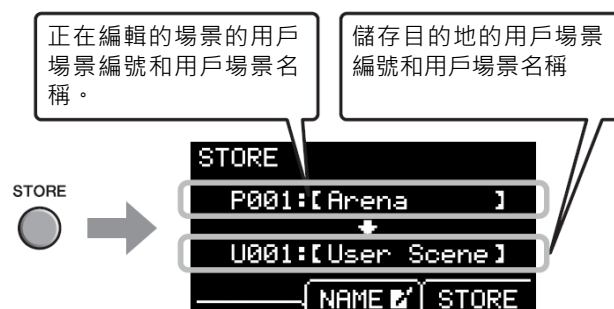 正在編輯的場景的用戶
場景編號和用戶場景名
稱。
儲存目的地的用戶場景
編號和用戶場景名稱
STORE
STORE
P001:[Arena ]
U001:[User Scene]
NAME STORE